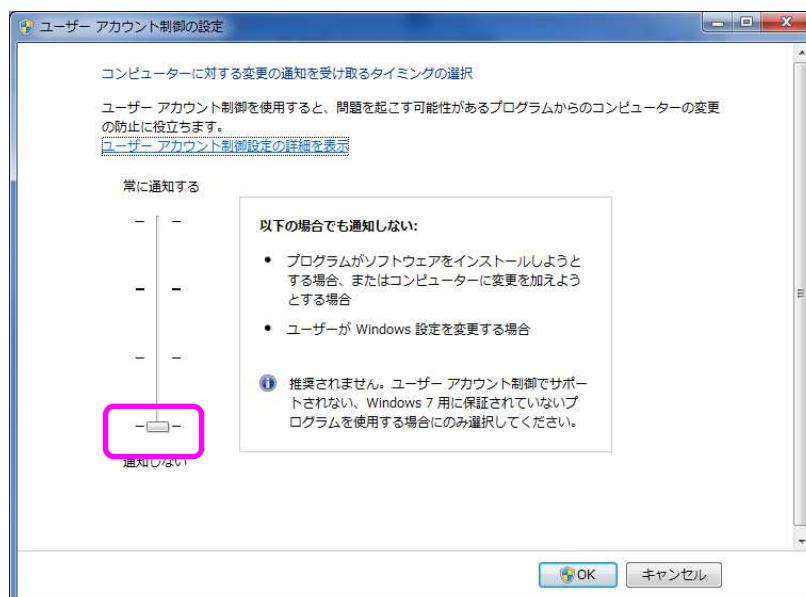 ユーザー アカウント制御の設定
コンピューターに対する変更の通知を受け取るタイミングの選択
ユーザー アカウント制御を使用すると、問題を起こす可能性があるプログラムからのコンピューターの変更
の防止に役立ちます。
ユーザー アカウント制御設定の詳細を表示
常に通知する
以下の場合でも通知しない:
• プログラムがソフトウェアをインストールしようと
する場合、またはコンピューターに変更を加えよう
とする場合
• ユーザーが Windows 設定を変更する場合
推奨されません。ユーザー アカウント制御でサポー
トされない、Windows 7 用に保証されていないプ
ログラムを使用する場合にのみ選択してください。
通知しない
OK
キャンセル